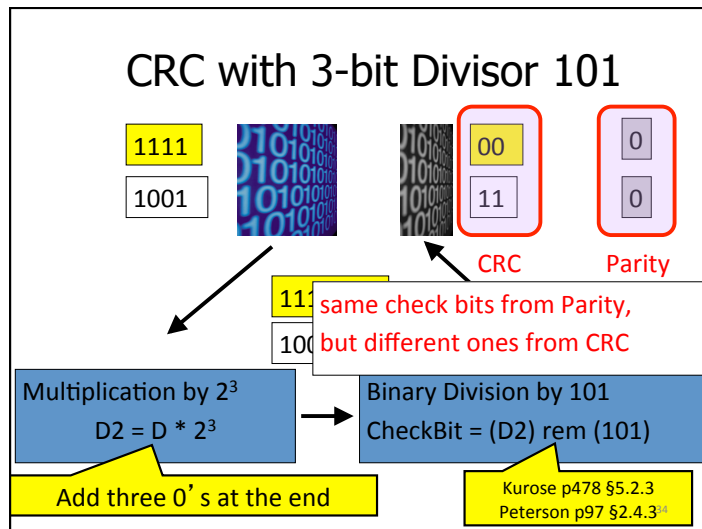 CRC with 3-bit Divisor 101
1111
00
0
1001
11
0
CRC
Parity
same check bits from Parity,
but different ones from CRC
Multiplication by 2³
D2 = D * 2³
Binary Division by 101
CheckBit = (D2) rem (101)
Add three 0's at the end
Kurose p478 §5.2.3
Peterson p97 §2.4.3
34